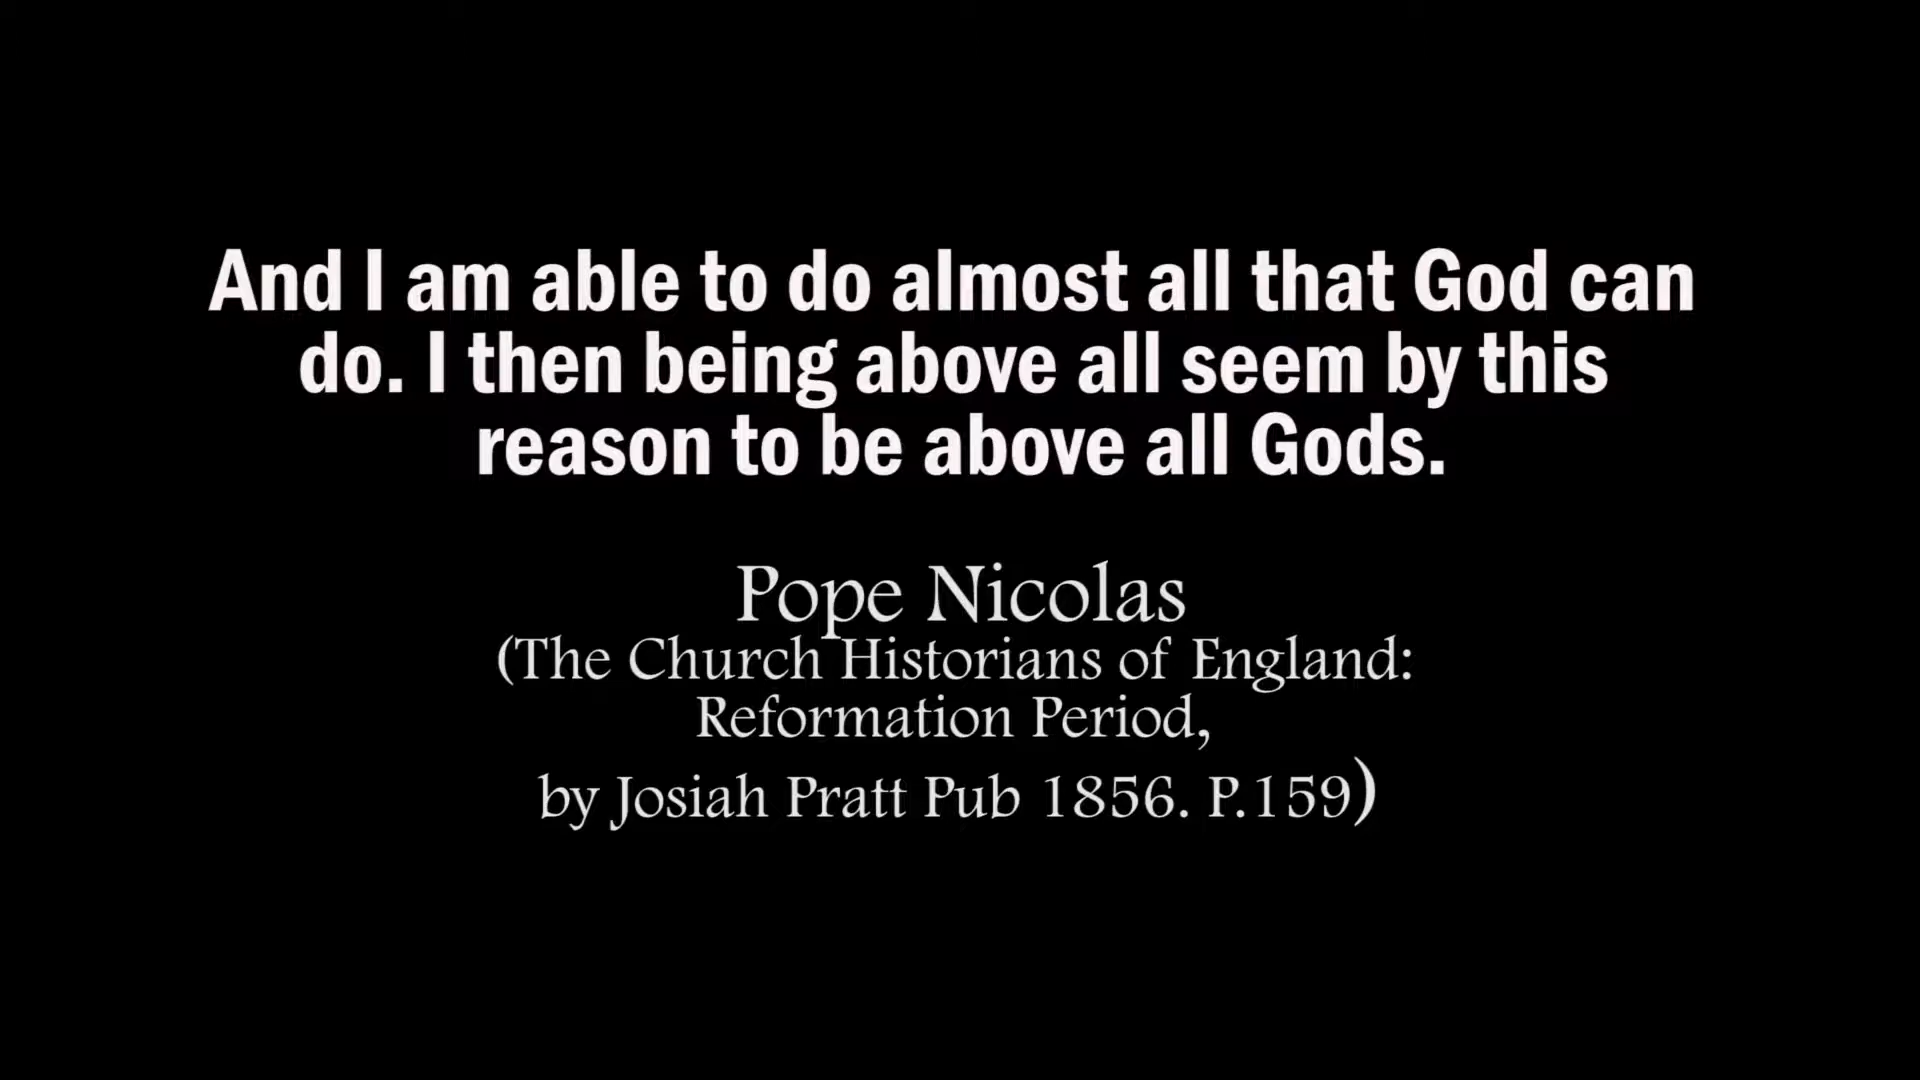 And I am able to do almost all that God can
do. I then being above all seem by this
reason to be above all Gods.
Pope Nicolas
(The Church Historians of England:
Reformation Period,
by Josiah Pratt Pub 1856. P.159)